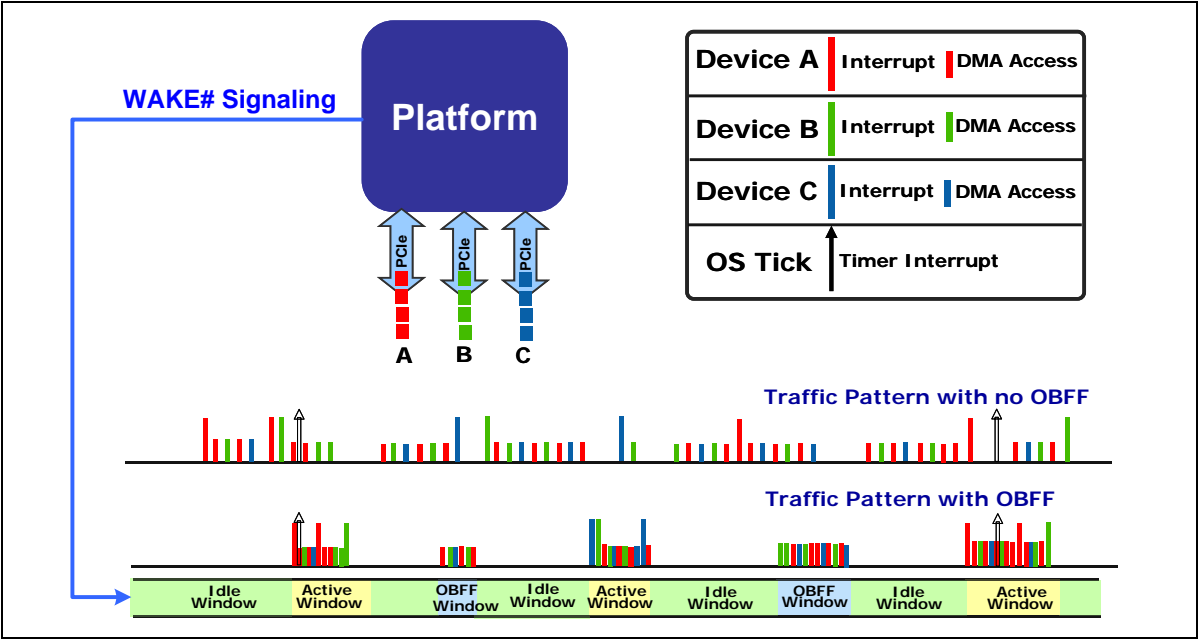 WAKE# Signaling
Platform
Device A Interrupt DMA Access
Device B Interrupt DMA Access
Device C Interrupt DMA Access
OS Tick Timer Interrupt
PCIe PCIe PCIe
A B C
Traffic Pattern with no OBFF
Traffic Pattern with OBFF
Idle Window
Active Window
OBFF Window
Idle Window
Active Window
Idle Window
OBFF Window
Idle Window
Active Window